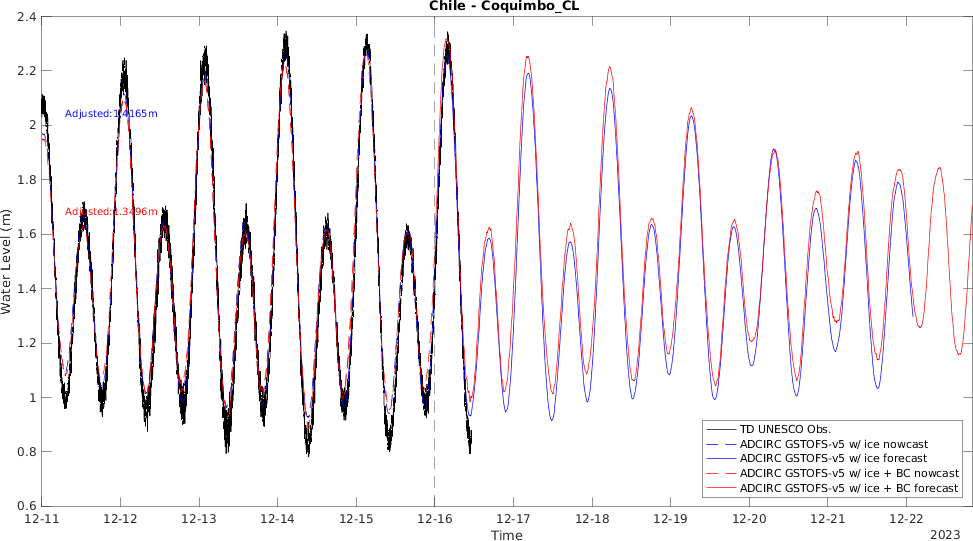 Chile - Coquimbo_CL
2.4
2.2
2
1.8
1.6
1.4
1.2
1
0.8
0.6
Water Level (m)
Adjusted:1.4165m
Adjusted:1.3496m
TD UNESCO Obs.
ADCIRC GSTOFS-v5 w/ ice nowcast
ADCIRC GSTOFS-v5 w/ ice forecast
ADCIRC GSTOFS-v5 w/ ice + BC nowcast
ADCIRC GSTOFS-v5 w/ ice + BC forecast
12-11 12-12 12-13 12-14 12-15 12-16 12-17 12-18 12-19 12-20 12-21 12-22
Time
2023